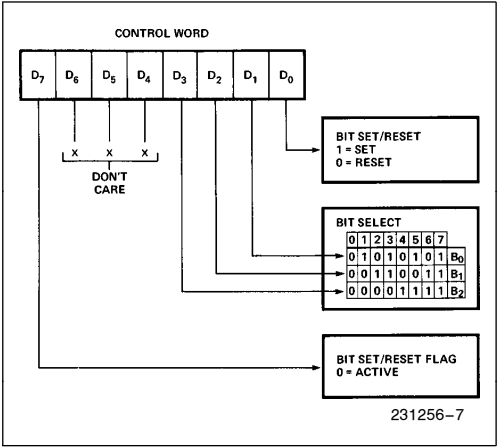 CONTROL WORD
D7 D6 D5 D4 D3 D2 D1 D0
X X X
DON'T
CARE
BIT SET/RESET
1 = SET
0 = RESET
BIT SELECT
0 1 2 3 4 5 6 7
0 1 0 1 0 1 0 1 B0
0 0 1 1 0 0 1 1 B1
0 0 0 0 1 1 1 1 B2
BIT SET/RESET FLAG
0 = ACTIVE
231256-7